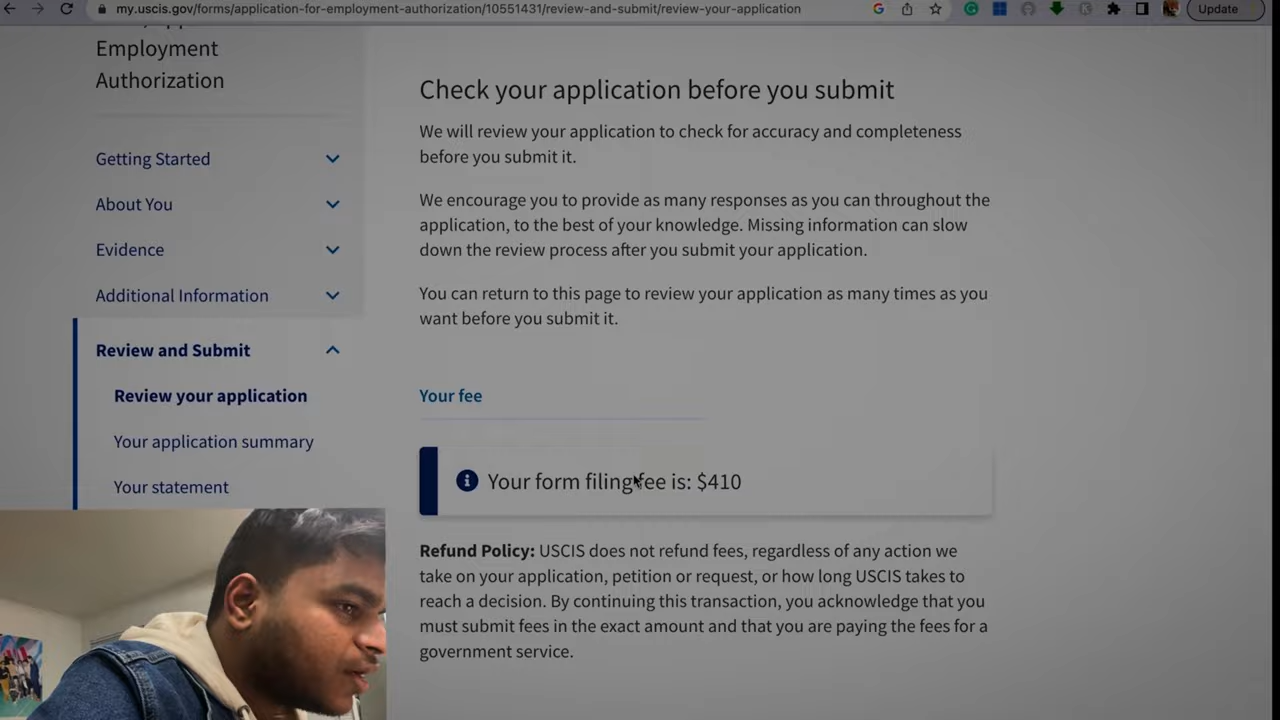 my.uscis.gov/forms/application-for-employment-authorization/10551431/review-and-submit/review-your-application
Update
Employment
Authorization
Getting Started
About You
Evidence
Additional Information
Review and Submit
Review your application
Your application summary
Your statement
Check your application before you submit
We will review your application to check for accuracy and completeness
before you submit it.
We encourage you to provide as many responses as you can throughout the
application, to the best of your knowledge. Missing information can slow
down the review process after you submit your application.
You can return to this page to review your application as many times as you
want before you submit it.
Your fee
Your form filing fee is: $410
Refund Policy: USCIS does not refund fees, regardless of any action we
take on your application, petition or request, or how long USCIS takes to
reach a decision. By continuing this transaction, you acknowledge that you
must submit fees in the exact amount and that you are paying the fees for a
government service.